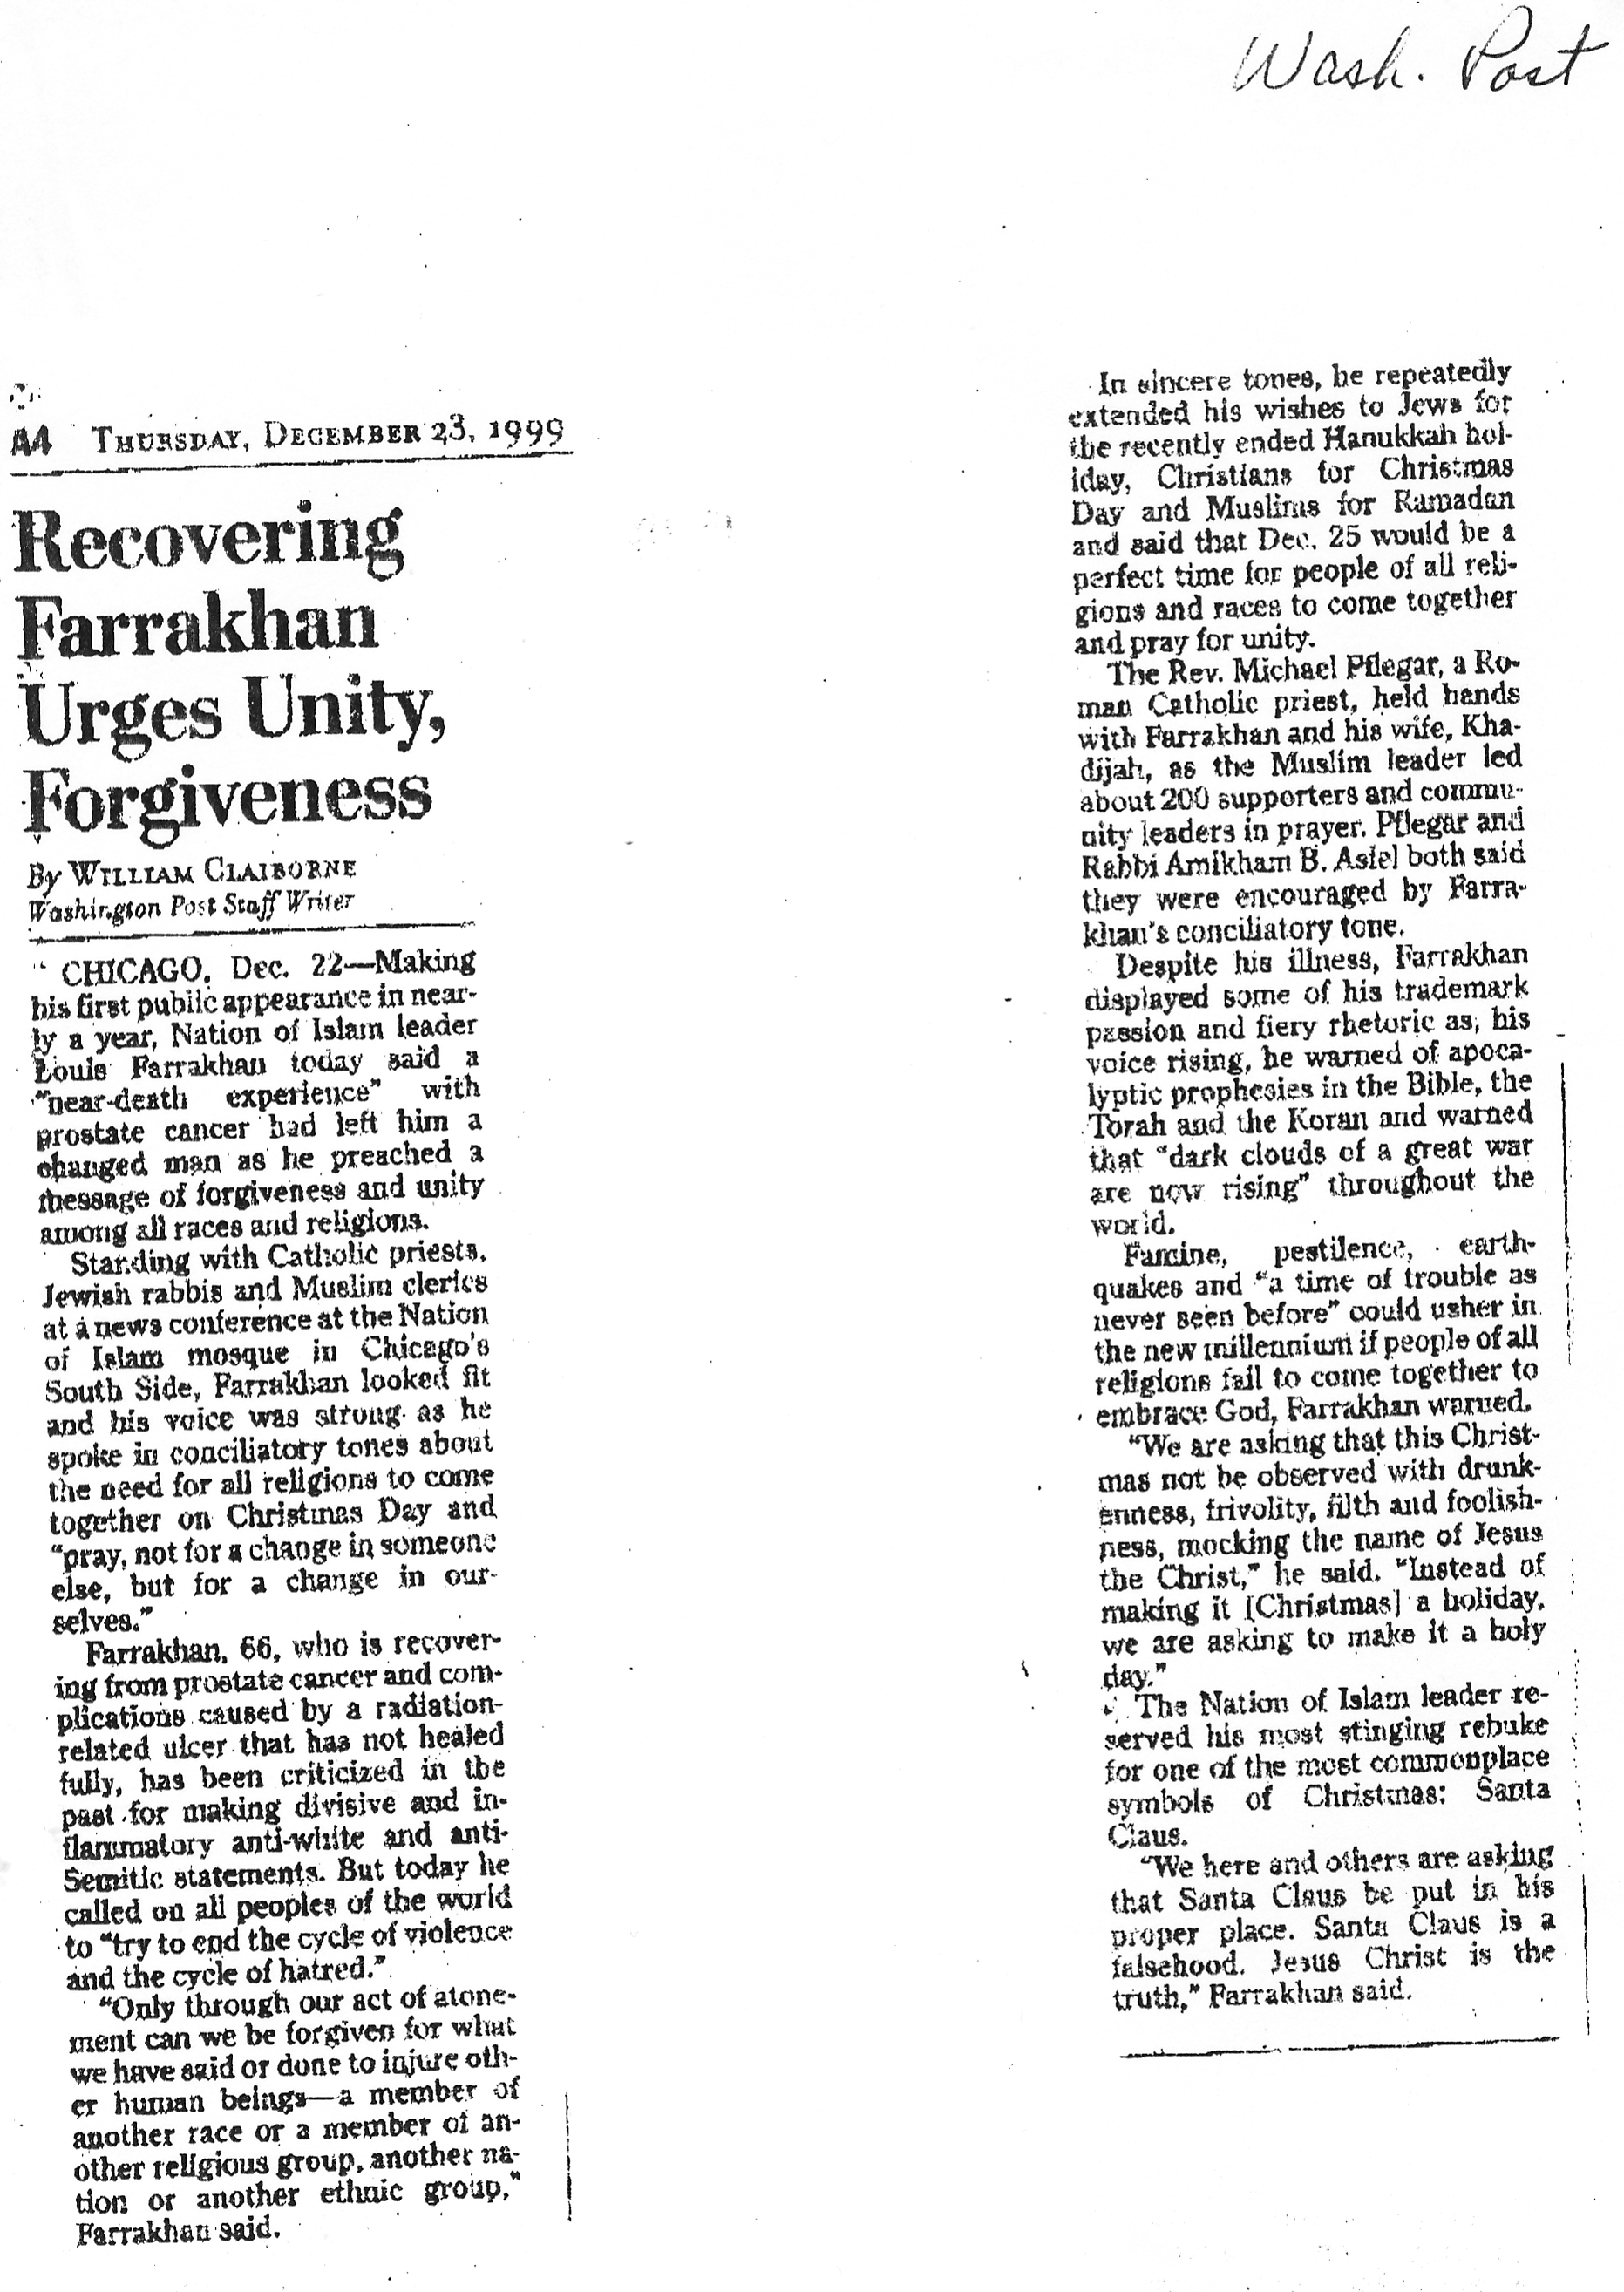 Wash. Post
A4 THURSDAY, DECEMBER 23, 1999
Recovering
Farrakhan
Urges Unity,
Forgiveness
By WILLIAM CLAIBORNE
Washington Post Staff Writer
CHICAGO, Dec. 22—Making
his first public appearance in near-
ly a year, Nation of Islam leader
Louis Farrakhan today said a
"near-death experience" with
prostate cancer had left him a
changed man as he preached a
message of forgiveness and unity
among all races and religions.
Standing with Catholic priests,
Jewish rabbis and Muslim clerics
at a news conference at the Nation
of Islam mosque in Chicago's
South Side, Farrakhan looked fit
and his voice was strong as he
spoke in conciliatory tones about
the need for all religions to come
together on Christmas Day and
"pray, not for a change in someone
else, but for a change in our-
selves."
Farrakhan, 66, who is recover-
ing from prostate cancer and com-
plications caused by a radiation-
related ulcer that has not healed
fully, has been criticized in the
past for making divisive and in-
flammatory anti-white and anti-
Semitic statements. But today he
called on all peoples of the world
to "try to end the cycle of violence
and the cycle of hatred."
"Only through our act of atone-
ment can we be forgiven for what
we have said or done to injure oth-
er human beings—a member of
another race or a member of an-
other religious group, another na-
tion or another ethnic group,"
Farrakhan said.
In sincere tones, he repeatedly
extended his wishes to Jews for
the recently ended Hanukkah hol-
iday, Christians for Christmas
Day and Muslims for Ramadan
and said that Dec. 25 would be a
perfect time for people of all reli-
gions and races to come together
and pray for unity.
The Rev. Michael Pflegar, a Ro-
man Catholic priest, held hands
with Farrakhan and his wife, Kha-
dijah, as the Muslim leader led
about 200 supporters and commu-
nity leaders in prayer. Pflegar and
Rabbi Amikham B. Asiel both said
they were encouraged by Farra-
khan's conciliatory tone.
Despite his illness, Farrakhan
displayed some of his trademark
passion and fiery rhetoric as, his
voice rising, he warned of apoca-
lyptic prophesies in the Bible, the
Torah and the Koran and warned
that "dark clouds of a great war
are now rising" throughout the
world.
Famine, pestilence, earth-
quakes and "a time of trouble as
never seen before" could usher in
the new millennium if people of all
religions fail to come together to
embrace God, Farrakhan warned.
"We are asking that this Christ-
mas not be observed with drunk-
enness, frivolity, filth and foolish-
ness, mocking the name of Jesus
the Christ," he said. "Instead of
making it [Christmas] a holiday,
we are asking to make it a holy
day."
The Nation of Islam leader re-
served his most stinging rebuke
for one of the most commonplace
symbols of Christmas: Santa
Claus.
"We here and others are asking
that Santa Claus be put in his
proper place. Santa Claus is a
falsehood. Jesus Christ is the
truth," Farrakhan said.